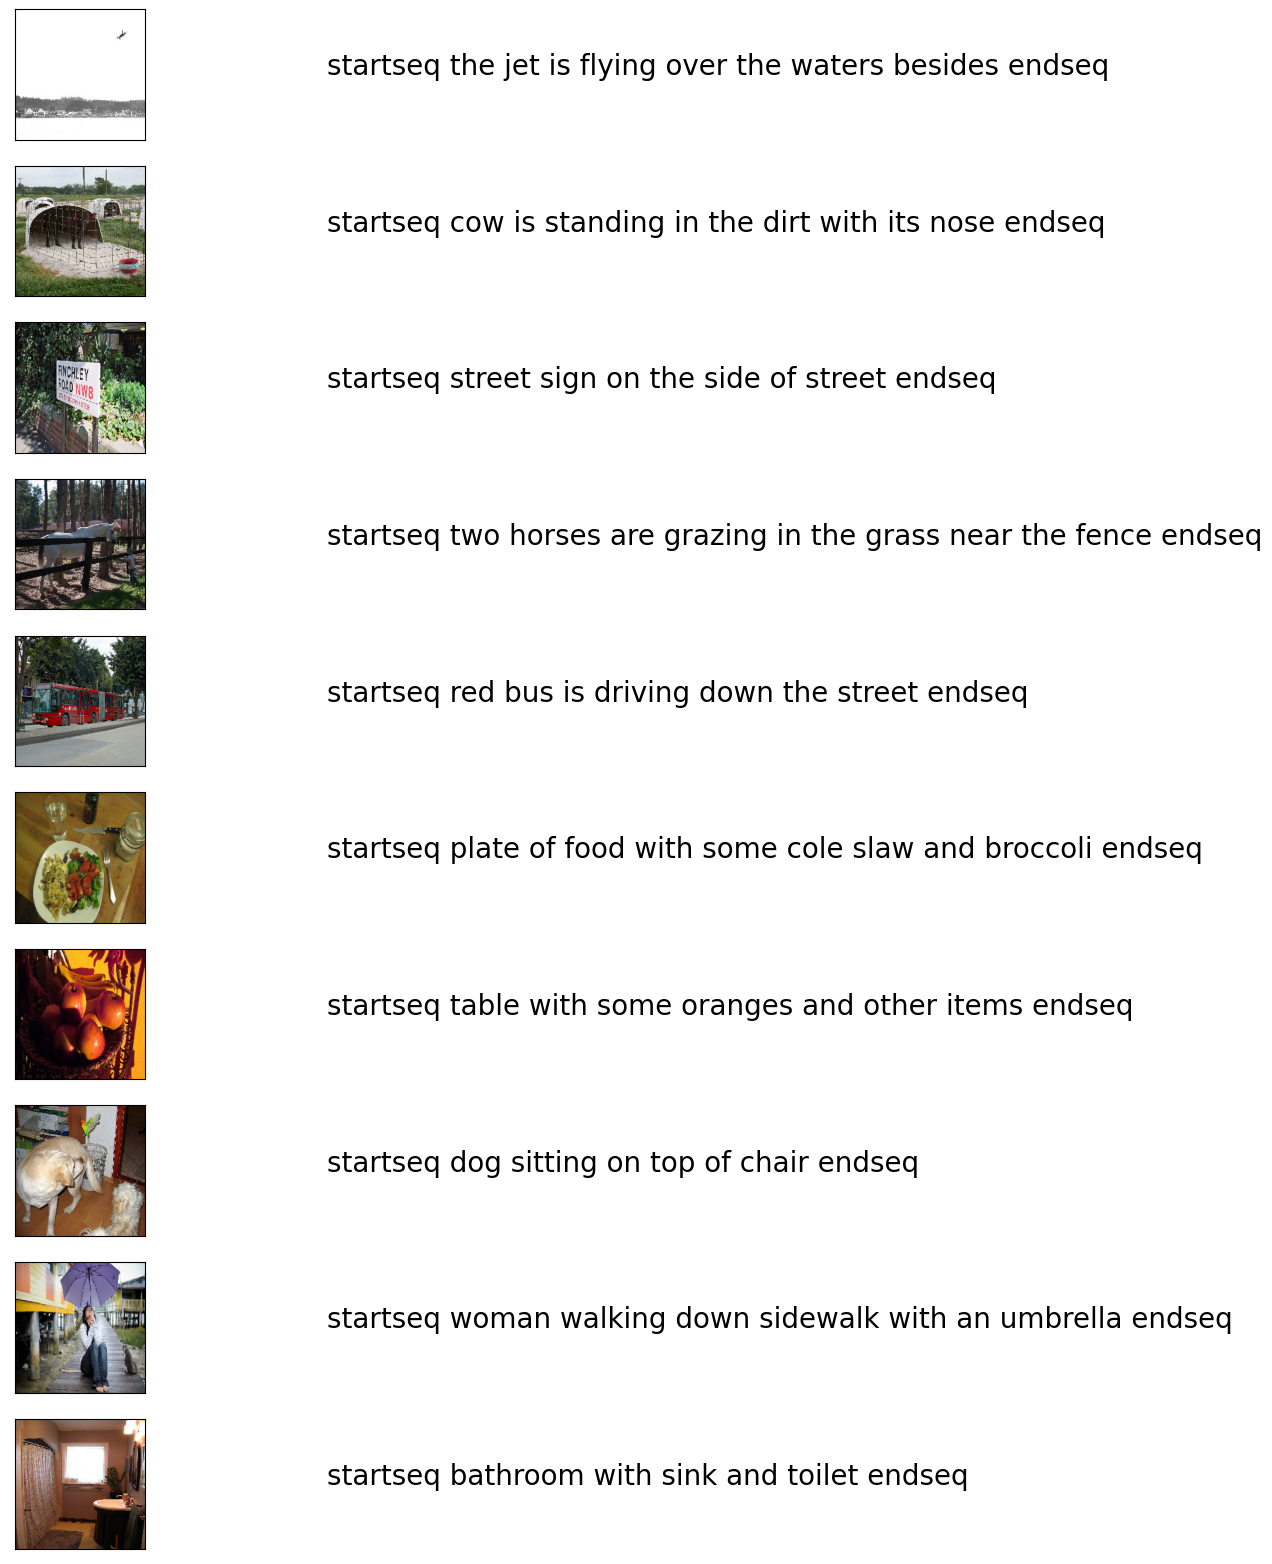 startseq the jet is flying over the waters besides endseq
startseq cow is standing in the dirt with its nose endseq
startseq street sign on the side of street endseq
FINCHLEY
ROAD NW8
startseq two horses are grazing in the grass near the fence endseq
startseq red bus is driving down the street endseq
startseq plate of food with some cole slaw and broccoli endseq
startseq table with some oranges and other items endseq
startseq dog sitting on top of chair endseq
startseq woman walking down sidewalk with an umbrella endseq
startseq bathroom with sink and toilet endseq